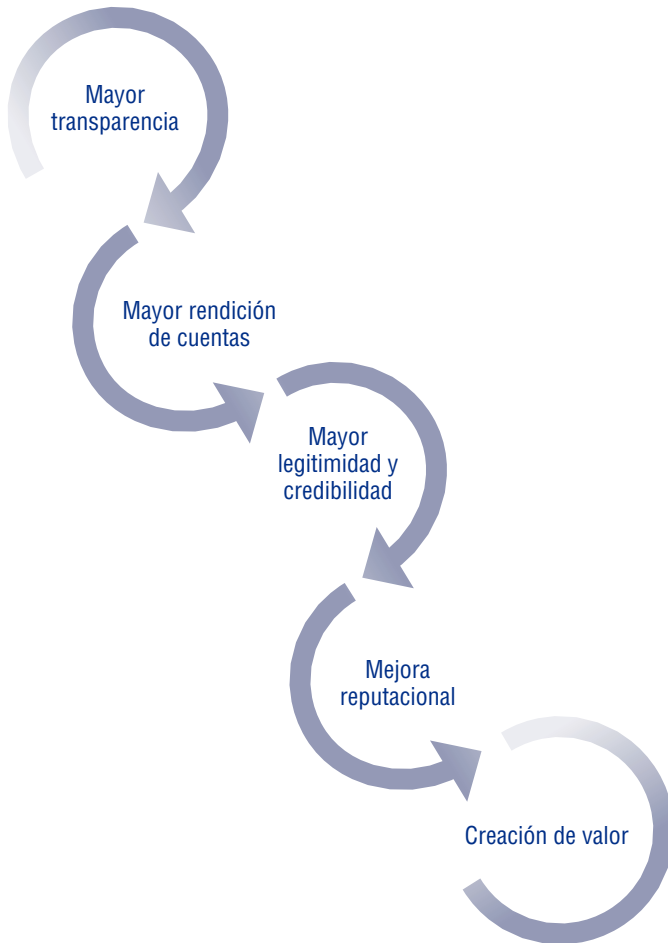 Mayor
transparencia
Mayor rendición
de cuentas
Mayor
legitimidad y
credibilidad
Mejora
reputacional
Creación de valor